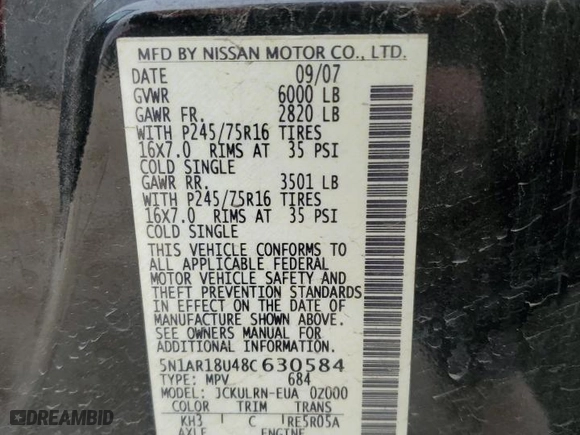 MFD BY NISSAN MOTOR CO., LTD.
DATE 09/07
GVWR 6000 LB
GAWR FR. 2820 LB
WITH P245/75R16 TIRES
16X7.0 RIMS AT 35 PSI
COLD SINGLE
GAWR RR. 3501 LB
WITH P245/75R16 TIRES
16X7.0 RIMS AT 35 PSI
COLD SINGLE
THIS VEHICLE CONFORMS TO
ALL APPLICABLE FEDERAL
MOTOR VEHICLE SAFETY AND
THEFT PREVENTION STANDARDS
IN EFFECT ON THE DATE OF
MANUFACTURE SHOWN ABOVE.
SEE OWNERS MANUAL FOR
ADDITIONAL INFORMATION.
5N1AR18U48C630584
TYPE: MPV 684
MODEL: JCKULRN-EUA 0Z000
COLOR TRIM TRANS
KH3 C RE5R05A
AXLE ENGINE
DREAMBID